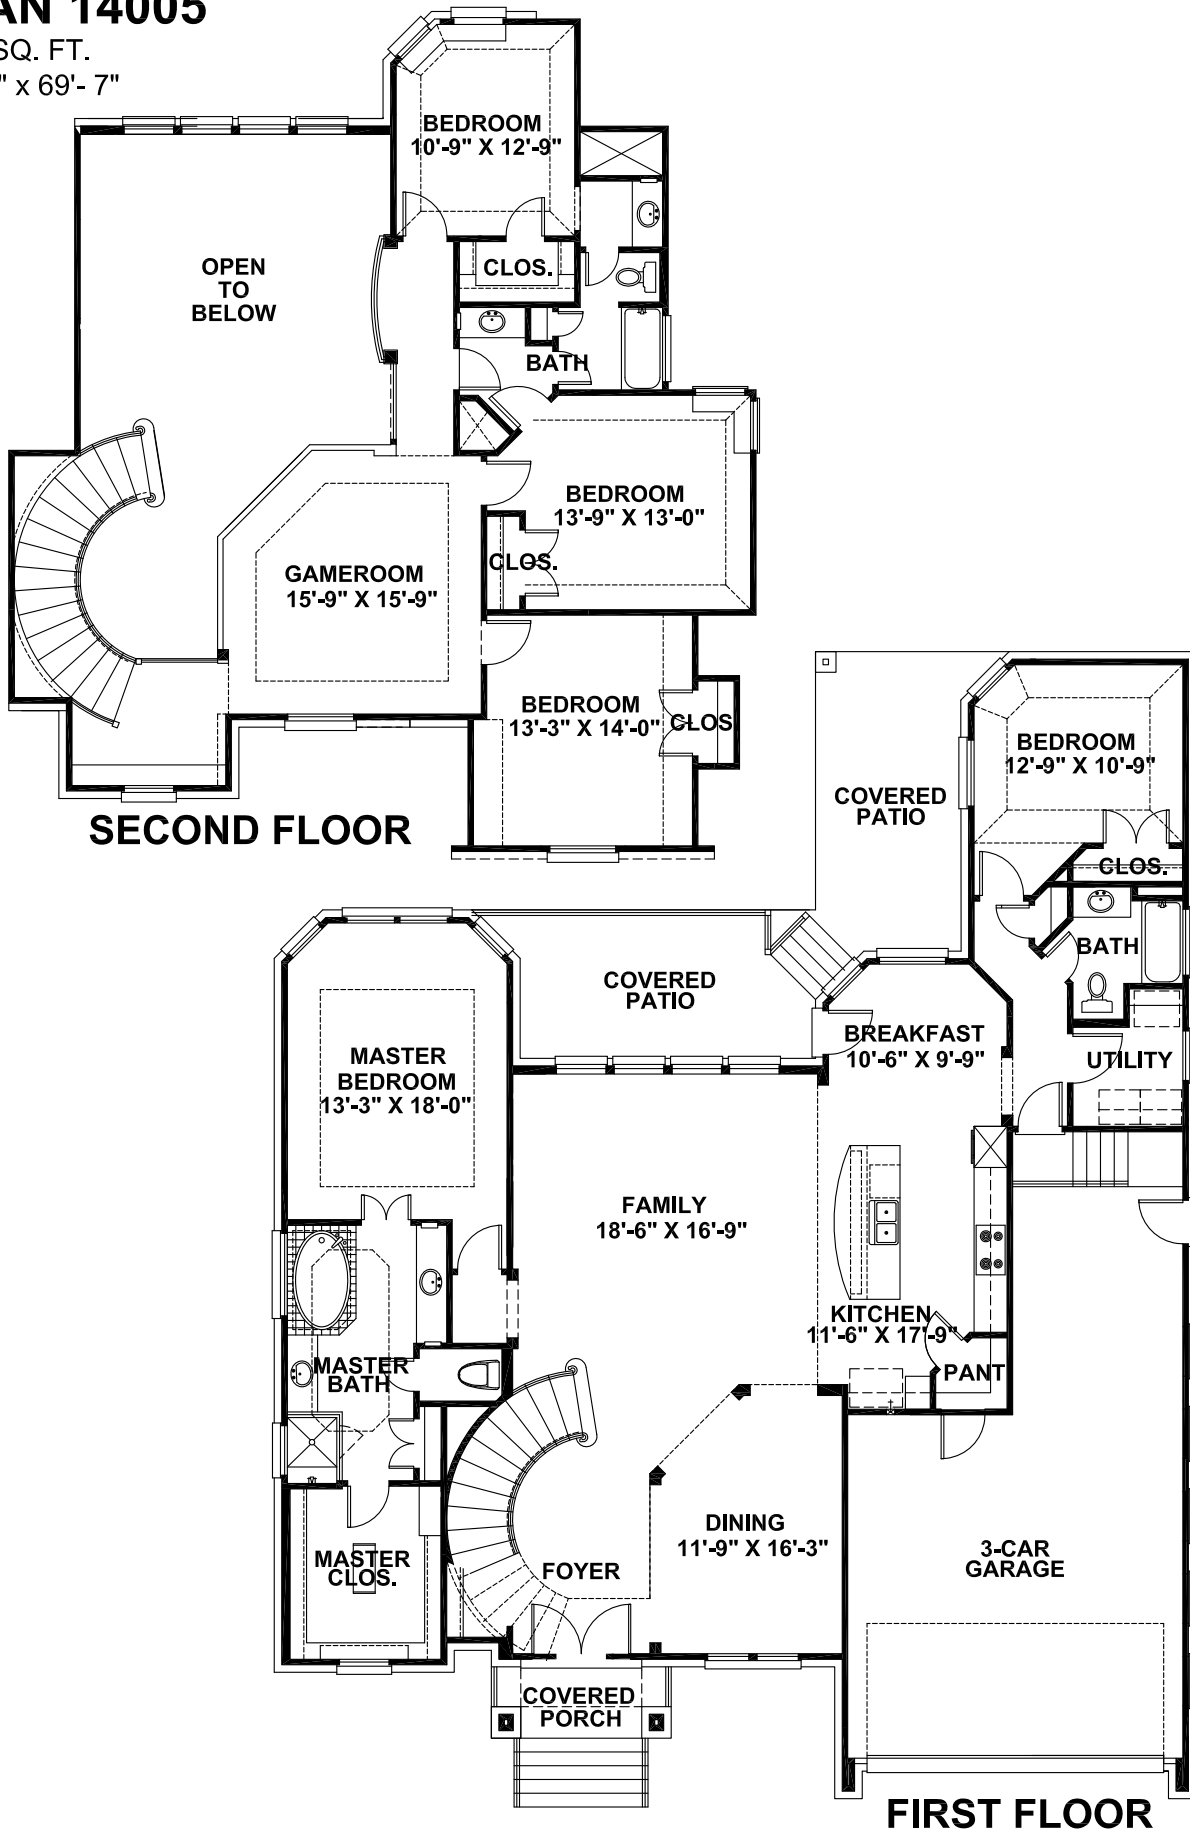 AN 14005
SQ. FT.
" x 69'- 7"
BEDROOM
10'-9" X 12'-9"
OPEN
TO
BELOW
CLOS.
BATH
BEDROOM
13'-9" X 13'-0"
CLOS.
GAMEROOM
15'-9" X 15'-9"
BEDROOM
13'-3" X 14'-0"
CLOS
SECOND FLOOR
BEDROOM
12'-9" X 10'-9"
COVERED
PATIO
CLOS.
BATH
COVERED
PATIO
BREAKFAST
10'-6" X 9'-9"
UTILITY
MASTER
BEDROOM
13'-3" X 18'-0"
FAMILY
18'-6" X 16'-9"
KITCHEN
11'-6" X 17'-9"
PANT
MASTER
BATH
DINING
11'-9" X 16'-3"
FOYER
MASTER
CLOS.
3-CAR
GARAGE
COVERED
PORCH
FIRST FLOOR